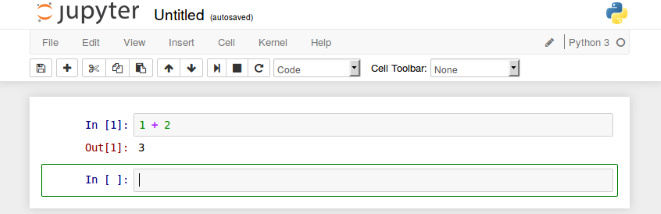 jupyter Untitled (autosaved)
File Edit View Insert Cell Kernel Help Python 3
Code Cell Toolbar: None
In [1]: 1 + 2
Out[1]: 3
In [ ]: